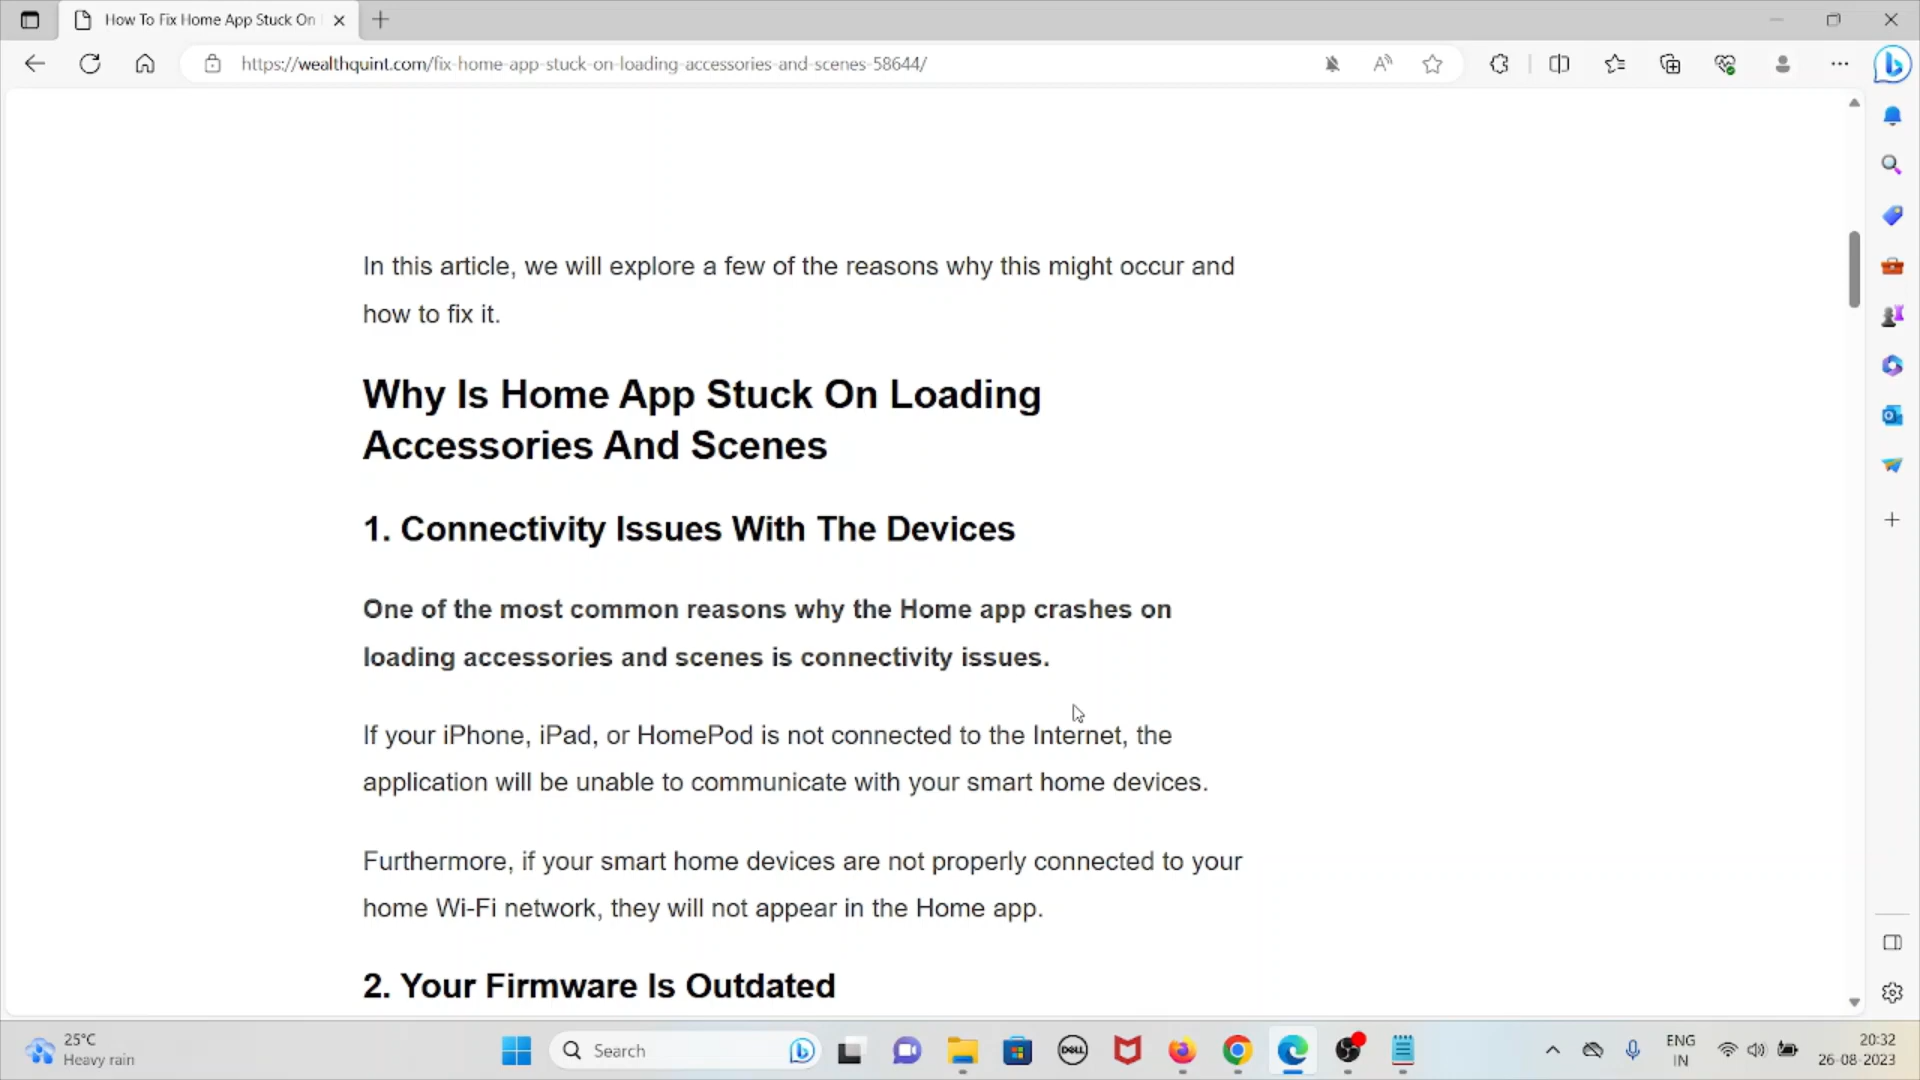 How To Fix Home App Stuck On
https://wealthquint.com/fix-home-app-stuck-on-loading-accessories-and-scenes-58644/
In this article, we will explore a few of the reasons why this might occur and
how to fix it.
Why Is Home App Stuck On Loading
Accessories And Scenes
1. Connectivity Issues With The Devices
One of the most common reasons why the Home app crashes on
loading accessories and scenes is connectivity issues.
If your iPhone, iPad, or HomePod is not connected to the Internet, the
application will be unable to communicate with your smart home devices.
Furthermore, if your smart home devices are not properly connected to your
home Wi-Fi network, they will not appear in the Home app.
2. Your Firmware Is Outdated
25°C
Heavy rain
Search
DELL
ENG
IN
20:32
26-08-2023